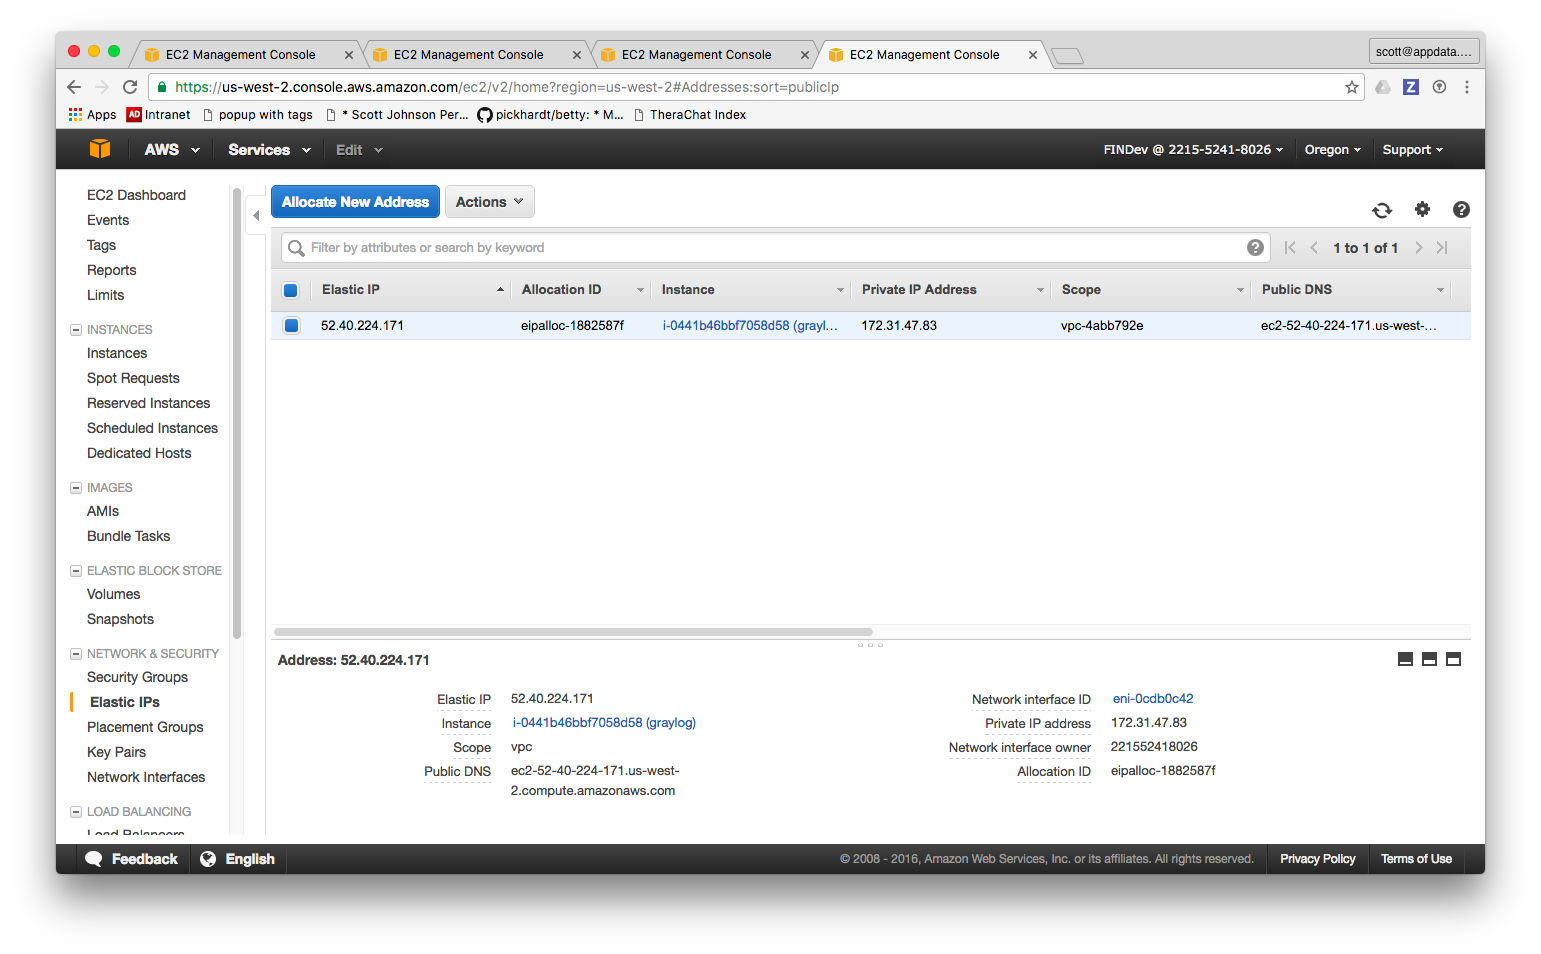 EC2 Management Console
EC2 Management Console
EC2 Management Console
EC2 Management Console
scott@appdata....
https://us-west-2.console.aws.amazon.com/ec2/v2/home?region=us-west-2#Addresses:sort=publicIp
Apps
AD Intranet
popup with tags
* Scott Johnson Per...
pickhardt/betty: * M...
TheraChat Index
Z
AWS
Services
Edit
FINDev @ 2215-5241-8026
Oregon
Support
EC2 Dashboard
Events
Tags
Reports
Limits
INSTANCES
Instances
Spot Requests
Reserved Instances
Scheduled Instances
Dedicated Hosts
IMAGES
AMIs
Bundle Tasks
ELASTIC BLOCK STORE
Volumes
Snapshots
NETWORK & SECURITY
Security Groups
Elastic IPs
Placement Groups
Key Pairs
Network Interfaces
LOAD BALANCING
Load Balancers
Allocate New Address
Actions
Filter by attributes or search by keyword
1 to 1 of 1
Elastic IP Allocation ID Instance Private IP Address Scope Public DNS
52.40.224.171 eipalloc-1882587f i-0441b46bbf7058d58 (grayl... 172.31.47.83 vpc-4abb792e ec2-52-40-224-171.us-west-...
Address: 52.40.224.171
Elastic IP 52.40.224.171
Instance i-0441b46bbf7058d58 (graylog)
Scope vpc
Public DNS ec2-52-40-224-171.us-west-
2.compute.amazonaws.com
Network interface ID eni-0cdb0c42
Private IP address 172.31.47.83
Network interface owner 221552418026
Allocation ID eipalloc-1882587f
Feedback
English
© 2008 - 2016, Amazon Web Services, Inc. or its affiliates. All rights reserved.
Privacy Policy
Terms of Use